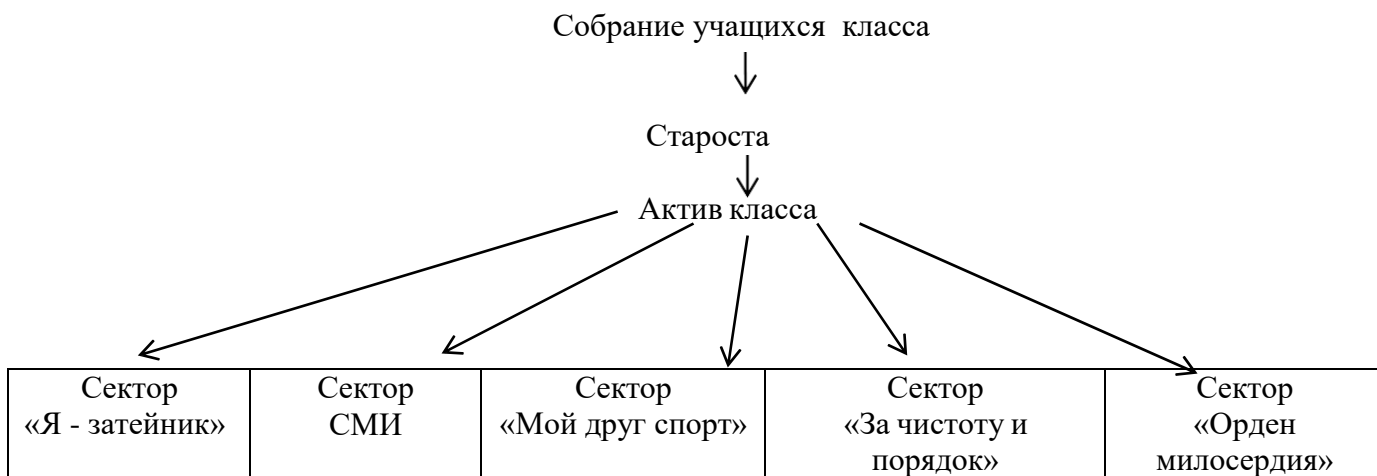 Собрание учащихся класса
Староста
Актив класса
Сектор
«Я - затейник»
Сектор
СМИ
Сектор
«Мой друг спорт»
Сектор
«За чистоту и
порядок»
Сектор
«Орден
милосердия»